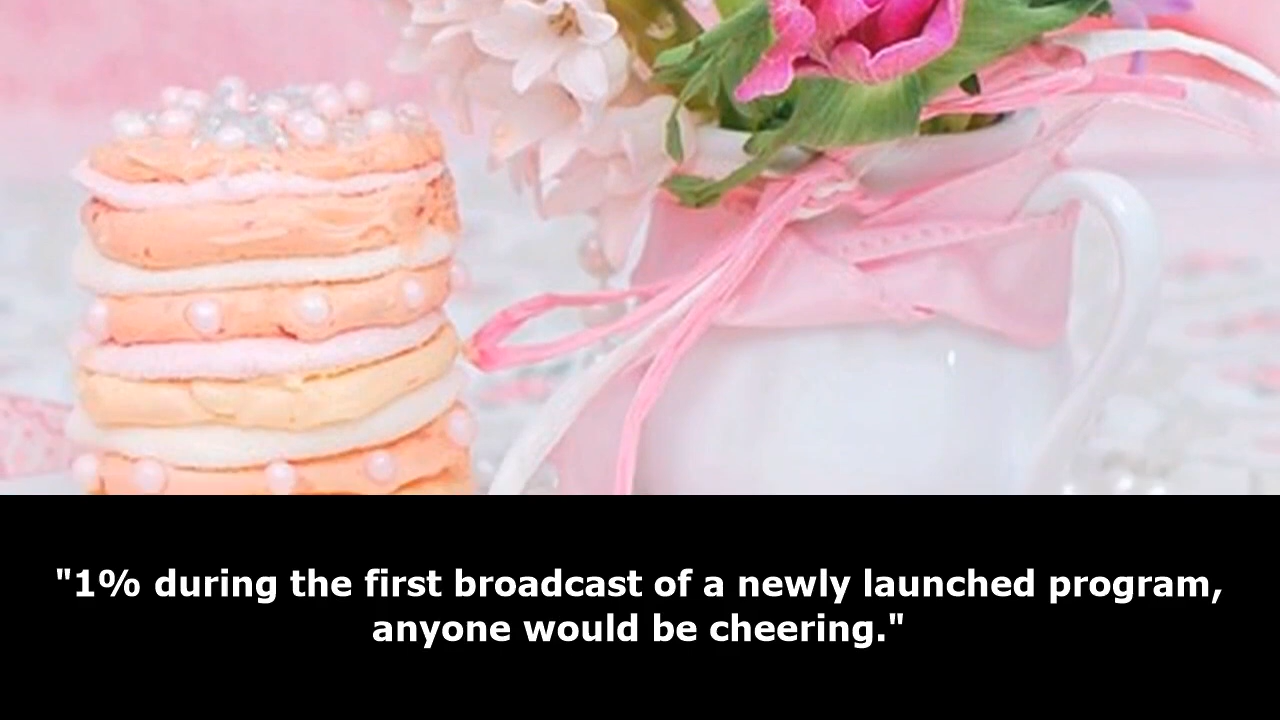 "1% during the first broadcast of a newly launched program,
anyone would be cheering."